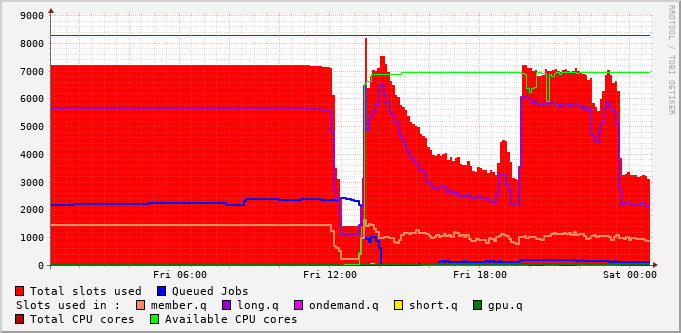 9000
8000
7000
6000
5000
4000
3000
2000
1000
0
Fri 06:00 Fri 12:00 Fri 18:00 Sat 00:00
Total slots used Queued Jobs
Slots used in : member.q long.q ondemand.q short.q gpu.q
Total CPU cores Available CPU cores
RRDTOOL / TOBI OETIKER